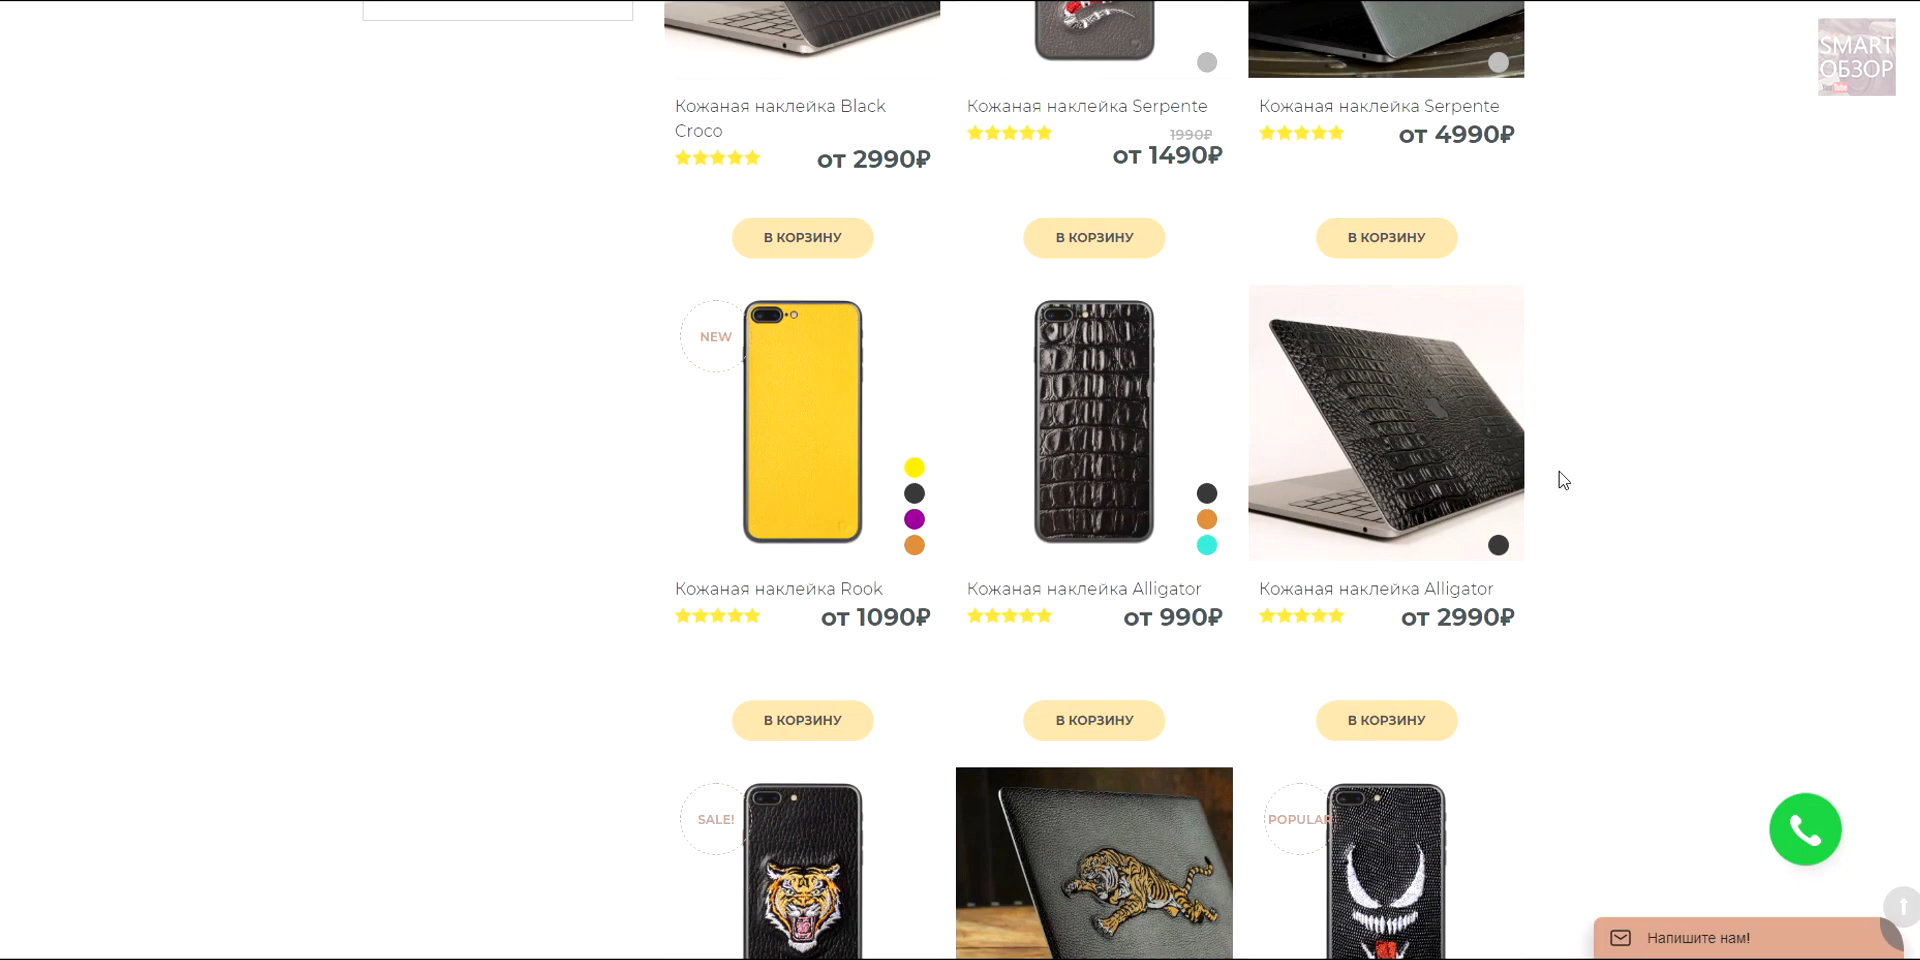 SMART
ОБЗОР
YouTube
Кожаная наклейка Black
Croco
от 2990₽
Кожаная наклейка Serpente
1990₽
от 1490₽
Кожаная наклейка Serpente
от 4990₽
В КОРЗИНУ
В КОРЗИНУ
В КОРЗИНУ
NEW
Кожаная наклейка Rook
от 1090₽
Кожаная наклейка Alligator
от 990₽
Кожаная наклейка Alligator
от 2990₽
В КОРЗИНУ
В КОРЗИНУ
В КОРЗИНУ
SALE!
POPULAR
Напишите нам!